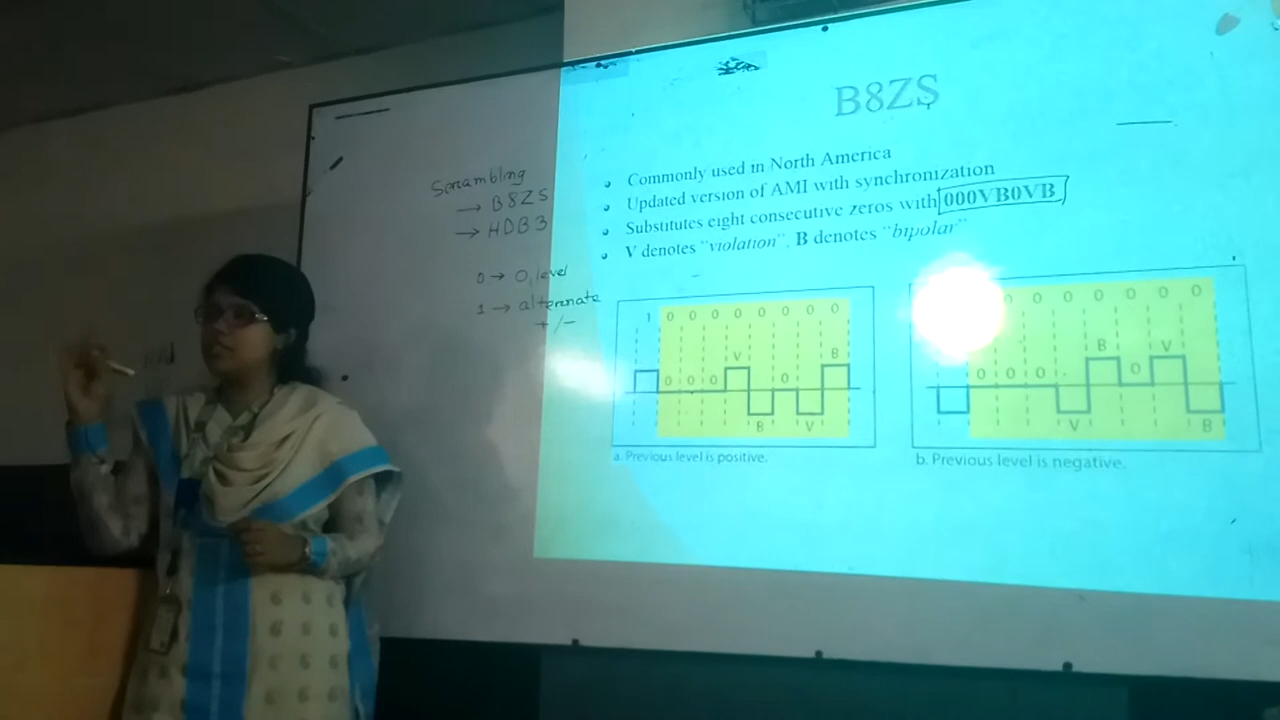 B8ZS
Commonly used in North America
Updated version of AMI with synchronization
Substitutes eight consecutive zeros with 000VB0VB
V denotes "violation", B denotes "bipolar"
Scrambling
→ B8ZS
→ HDB3
0 → 0 level
1 → alternate
+/-
1 0 0 0 0 0 0 0 0
V B
0 0 0 0
B V
a. Previous level is positive.
0 0 0 0 0 0 0
B V
0 0 0 0
V B
b. Previous level is negative.